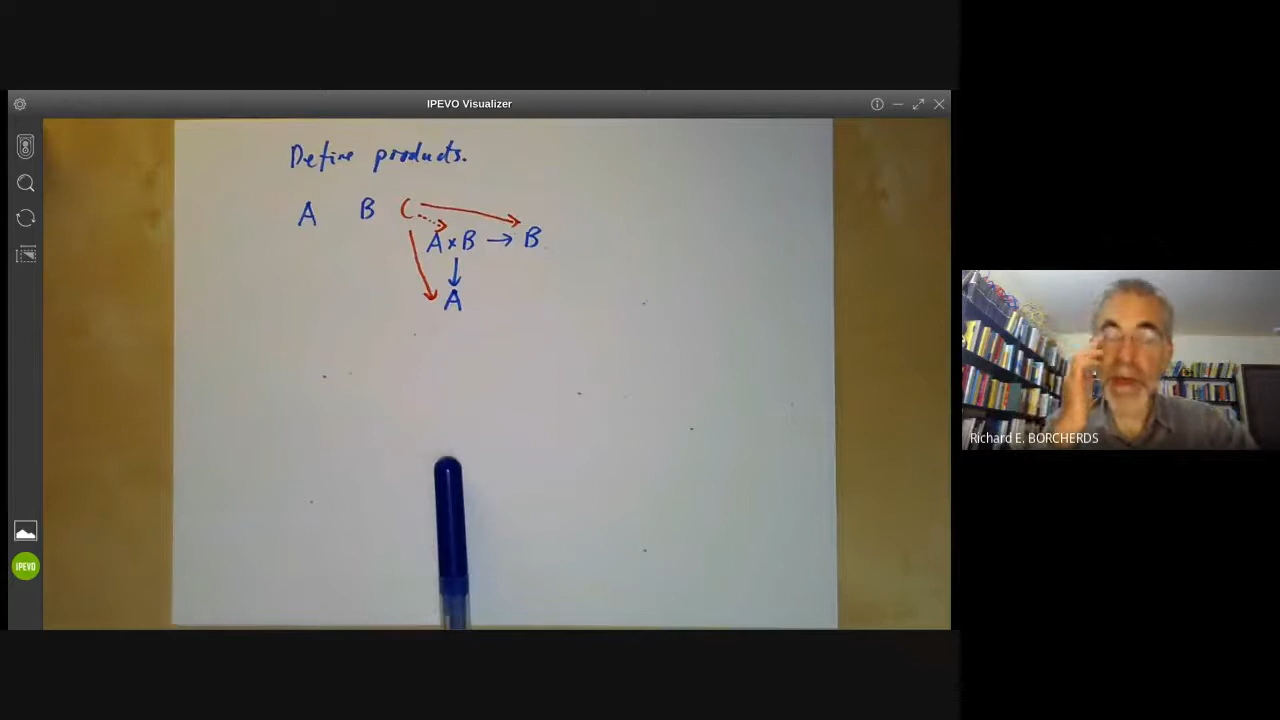 IPEVO Visualizer
Define products.
A B C
A × B → B
A
IPEVO
Richard E. BORCHERDS